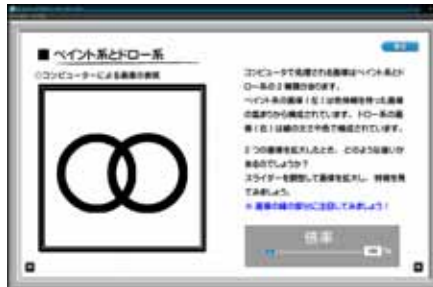 ■ ペイント系とドロー系
○コンピューターによる画像の表現
コンピュータで処理される画像はペイント系とド
ロー系の2種類があります。
ペイント系の画像(左)は色情報を持った画素
の集まりから構成されています。ドロー系の画
像(右)は線の太さや色で構成されています。
2つの画像を拡大したとき、どのような違いが
あるのでしょうか?
スライダーを調整して画像を拡大し、特徴を見
てみましょう。
※ 画像の線の部分に注目してみましょう!
倍率
%